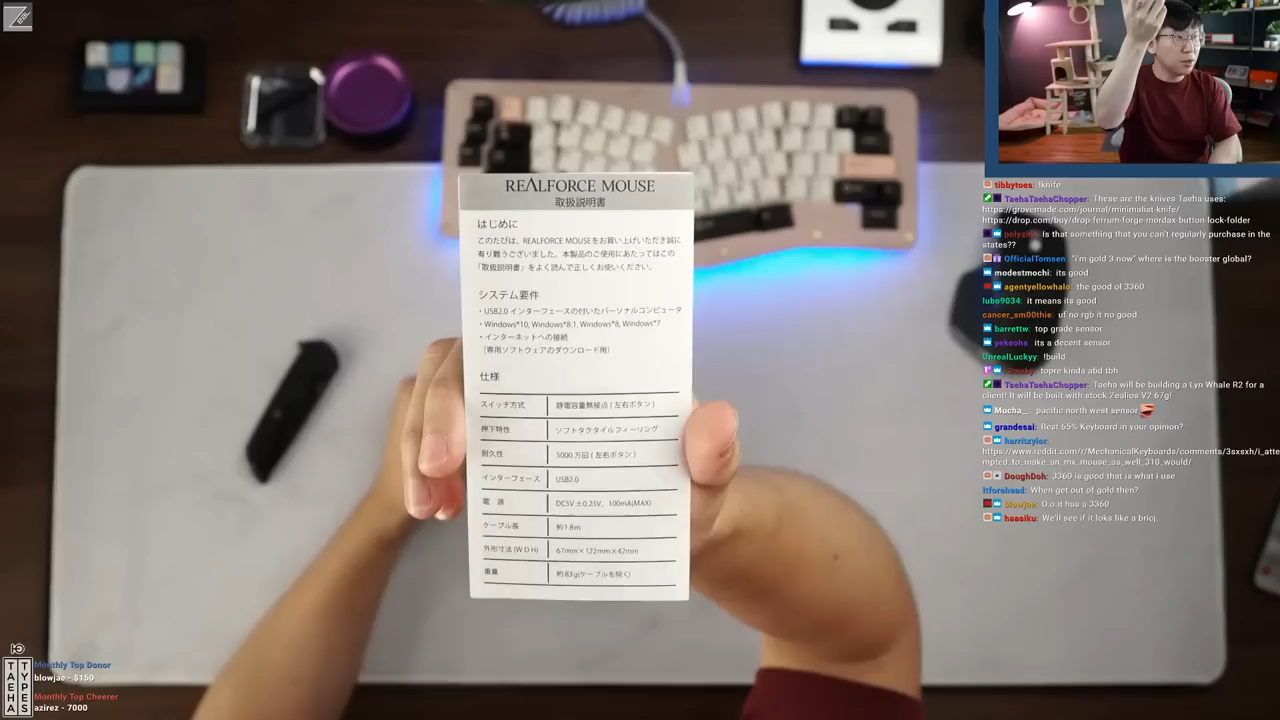 REALFORCE MOUSE
取扱説明書
はじめに
このたびは、REALFORCE MOUSEをお買い上げいただき誠に
有り難うございました。本製品のご使用にあたってはこの
「取扱説明書」をよく読んで正しくお使いください。
システム要件
・USB2.0 インターフェースの付いたパーソナルコンピュータ
・Windows®10, Windows®8.1, Windows®8, Windows®7
・インターネットへの接続
（専用ソフトウェアのダウンロード用）
仕様
スイッチ方式 静電容量無接点 ( 左右ボタン )
押下特性 ソフトタクタイルフィーリング
耐久性 5000 万回 ( 左右ボタン )
インターフェース USB2.0
電 源 DC5V ±0.25V、100mA(MAX)
ケーブル長 約1.8m
外形寸法 (W D H) 67mm×122mm×42mm
重量 約83g(ケーブルを除く)
tibbytoes: !knife
TaehaTaehaChopper: These are the knives Taeha uses:
https://grovemade.com/journal/minimalist-knife/
https://drop.com/buy/drop-ferrum-forge-mordax-button-lock-folder
Is that something that you can't regularly purchase in the
states??
OfficialTomsen: "i'm gold 3 now" where is the booster global?
modestmochi: its good
agentyellowhalo: the good of 3360
lubo9034: it means its good
cancer_sm00thie: uf no rgb it no good
barrettw: top grade sensor
yekeohs: its a decent sensor
UnrealLuckyy: !build
topre kinda abd tbh
TaehaTaehaChopper: Taeha will be building a Lyn Whale R2 for a
client! It will be built with stock Zealios V2 67g!
Mocha__: pacific north west sensor
grandesai: Best 65% Keyboard in your opinion?
harritxylor:
https://www.reddit.com/r/MechanicalKeyboards/comments/3sxsxh/i_atte
mpted_to_make_an_mx_mouse_as_well_310_would/
DoughDoh: 3360 is good that is what i use
Itforehead: When get out of gold then?
blowjae: O.o it has a 3360
haaaiku: We'll see if it loks like a bricj.
TAEHA
TYPES
Monthly Top Donor
blowjae - $150
Monthly Top Cheerer
azirez - 7000